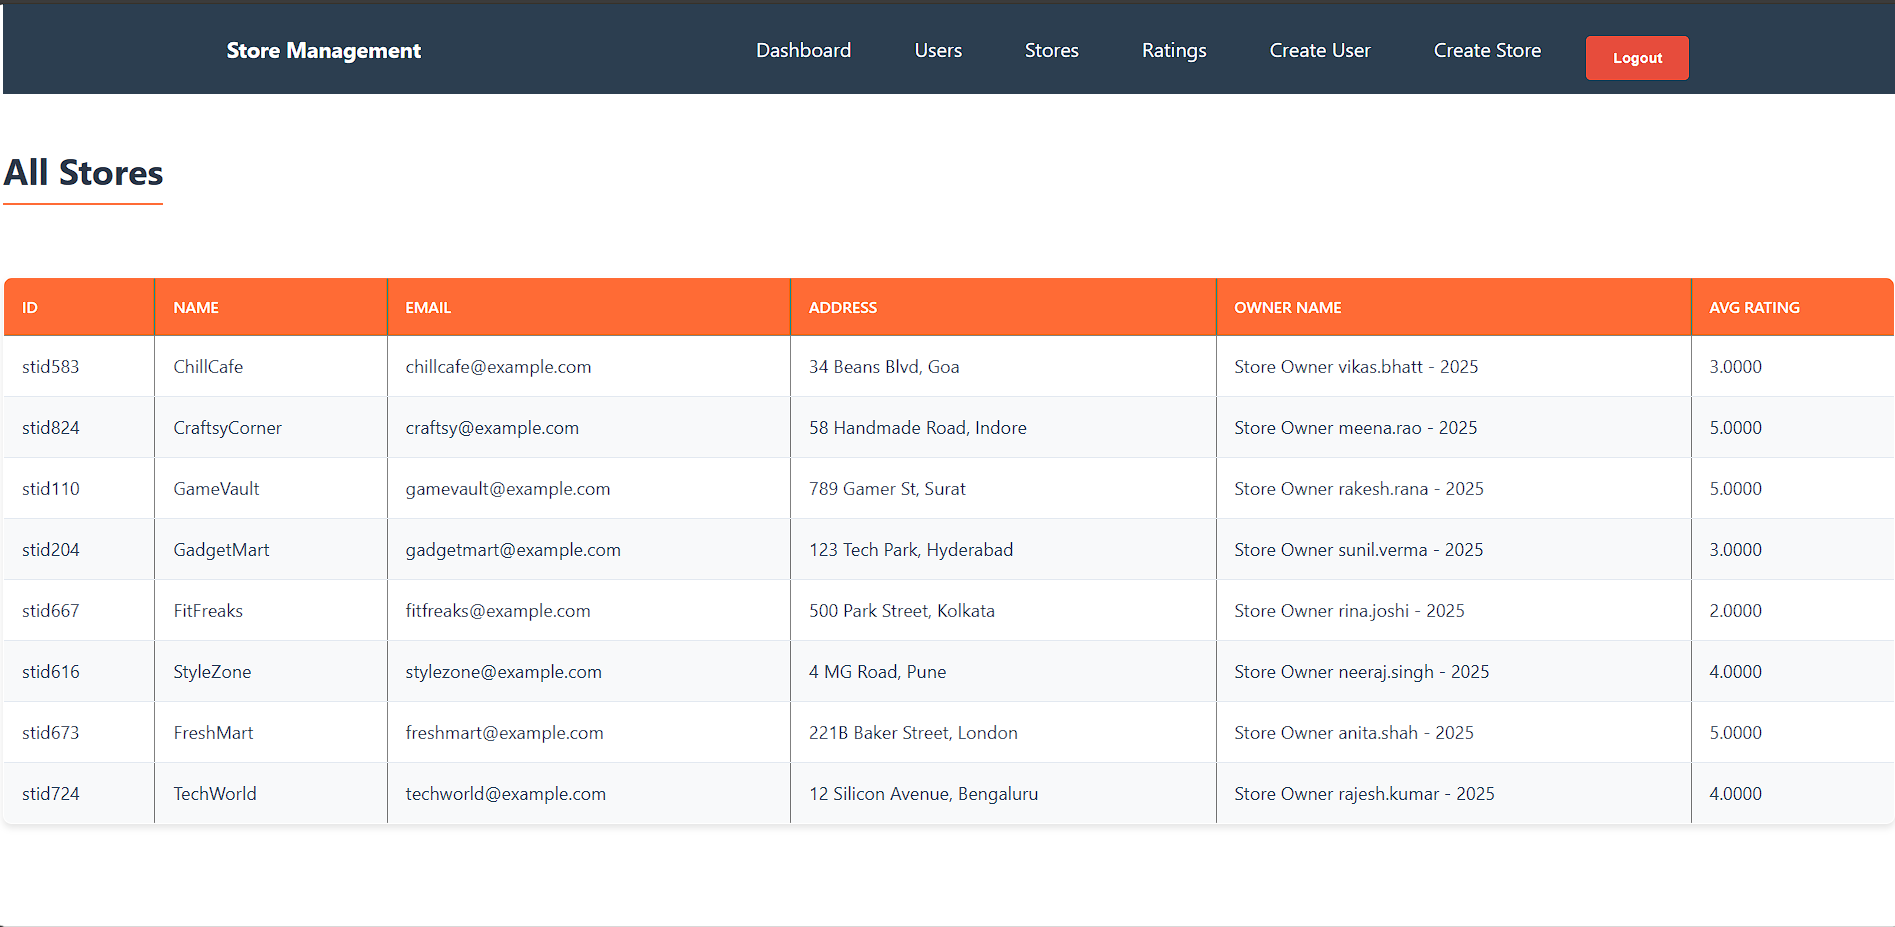 Store Management Dashboard Users Stores Ratings Create User Create Store Logout
All Stores
ID NAME EMAIL ADDRESS OWNER NAME AVG RATING
stid583 ChillCafe chillcafe@example.com 34 Beans Blvd, Goa Store Owner vikas.bhatt - 2025 3.0000
stid824 CraftsyCorner craftsy@example.com 58 Handmade Road, Indore Store Owner meena.rao - 2025 5.0000
stid110 GameVault gamevault@example.com 789 Gamer St, Surat Store Owner rakesh.rana - 2025 5.0000
stid204 GadgetMart gadgetmart@example.com 123 Tech Park, Hyderabad Store Owner sunil.verma - 2025 3.0000
stid667 FitFreaks fitfreaks@example.com 500 Park Street, Kolkata Store Owner rina.joshi - 2025 2.0000
stid616 StyleZone stylezone@example.com 4 MG Road, Pune Store Owner neeraj.singh - 2025 4.0000
stid673 FreshMart freshmart@example.com 221B Baker Street, London Store Owner anita.shah - 2025 5.0000
stid724 TechWorld techworld@example.com 12 Silicon Avenue, Bengaluru Store Owner rajesh.kumar - 2025 4.0000